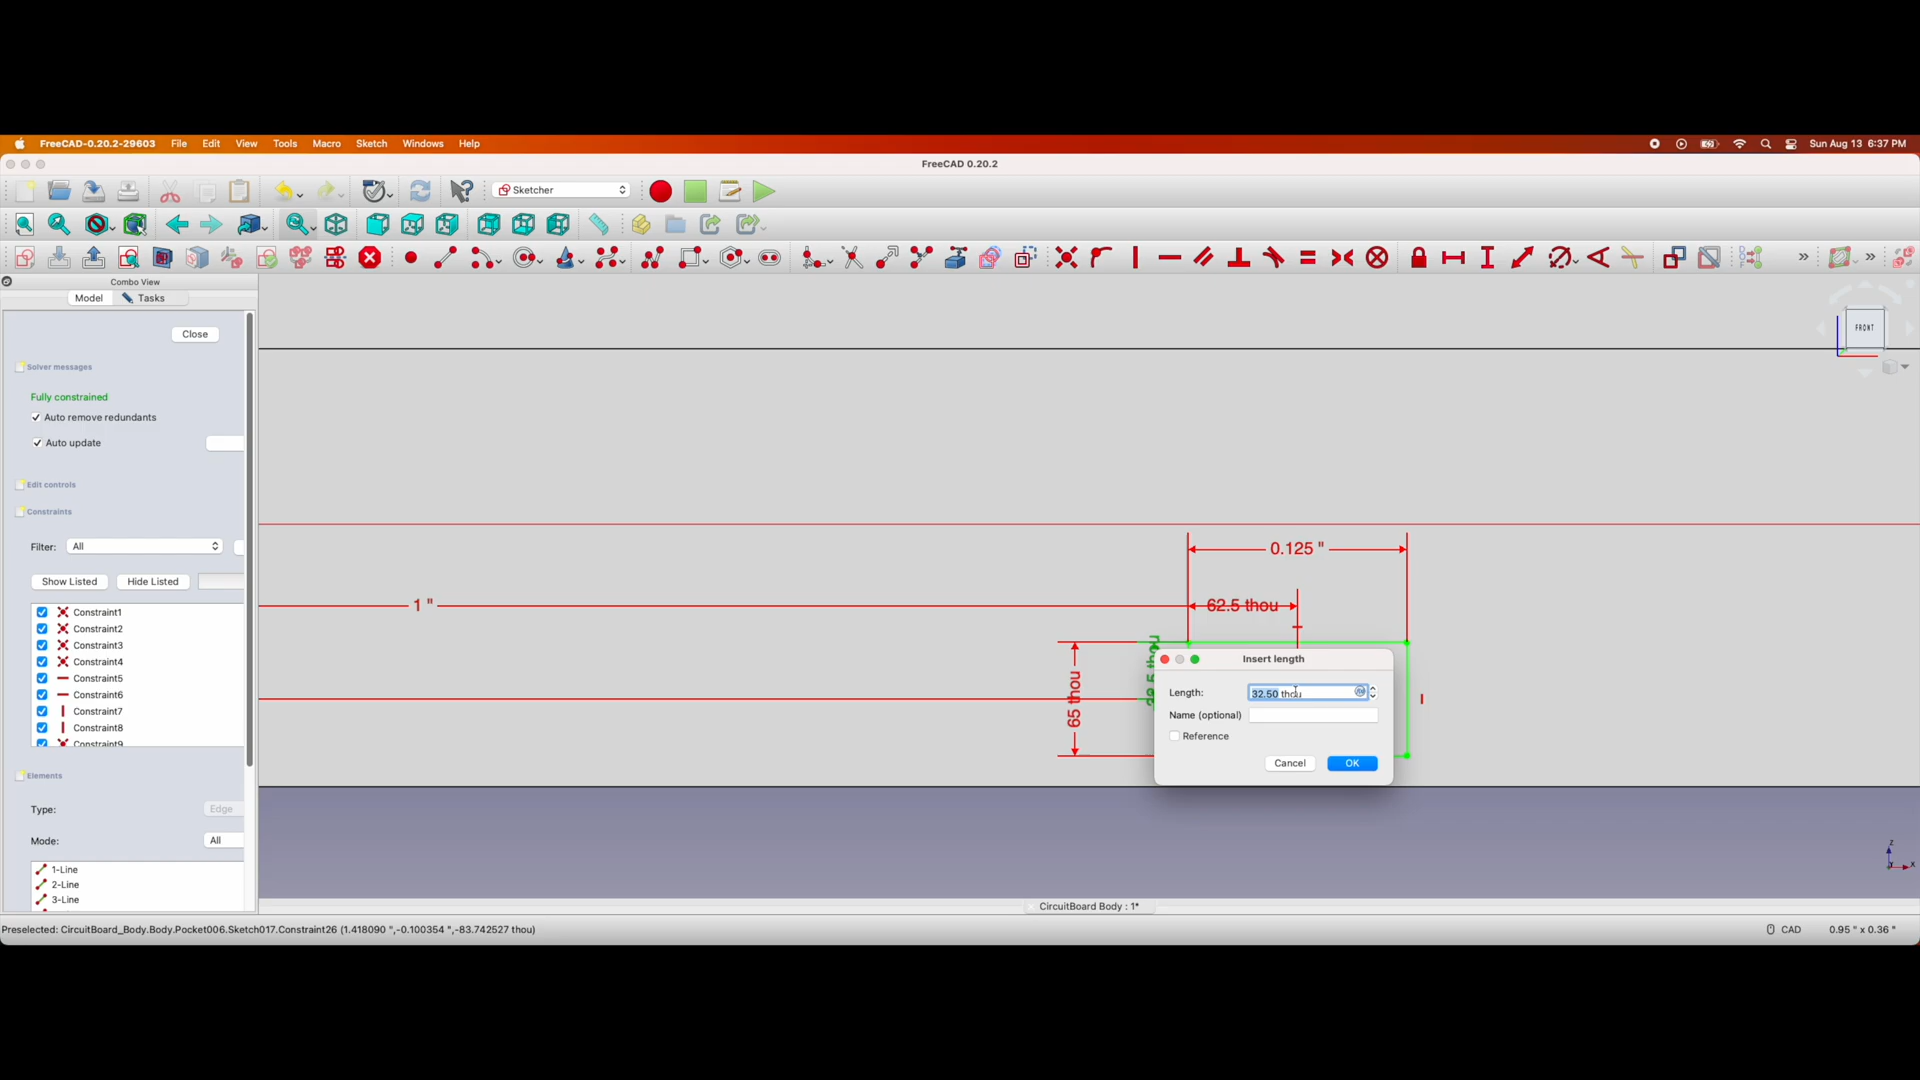 FreeCAD-0.20.2-29603 File Edit View Tools Macro Sketch Windows Help Sun Aug 13 6:37 PM
FreeCAD 0.20.2
Sketcher
Combo View
Model Tasks
Close
Solver messages
Fully constrained
Auto remove redundants
Auto update
Edit controls
Constraints
Filter: All
Show Listed Hide Listed
Constraint1
Constraint2
Constraint3
Constraint4
Constraint5
Constraint6
Constraint7
Constraint8
Constraint9
Elements
Type: Edge
Mode: All
1-Line
2-Line
3-Line
FRONT
0.125 "
1 "
62.5 thou
65 thou
Insert length
Length: 32.50 thou
Name (optional)
Reference
Cancel OK
z
x
CircuitBoard Body : 1*
Preselected: CircuitBoard_Body.Body.Pocket006.Sketch017.Constraint26 (1.418090 ",-0.100354 ",-83.742527 thou)
CAD 0.95 " x 0.36 "